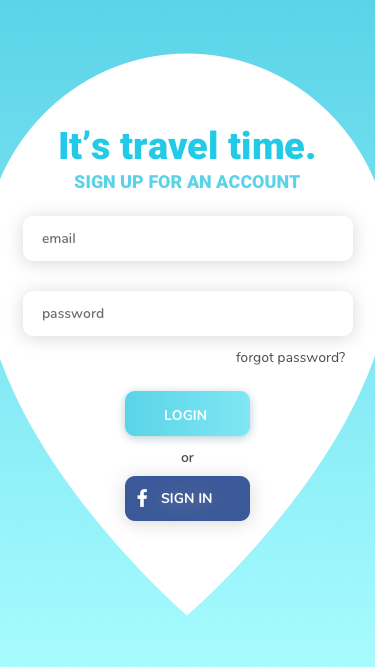 It’s travel time.
SIGN UP FOR AN ACCOUNT
email
password
forgot password?
LOGIN
or
SIGN IN